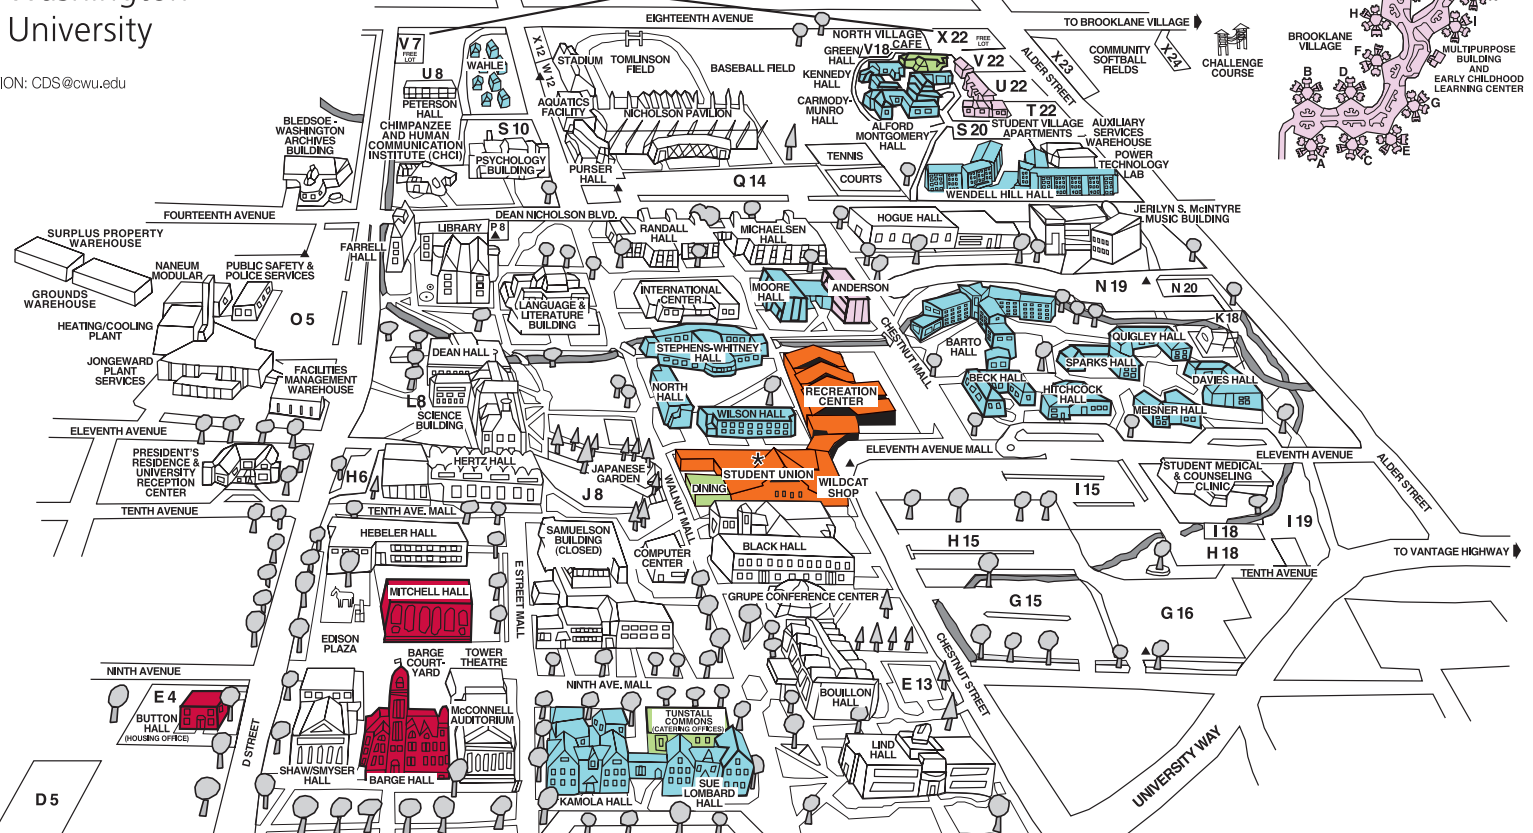 University
ION: CDS@cwu.edu
EIGHTEENTH AVENUE
TO BROOKLANE VILLAGE
V 7
FREE
LOT
U 8
WAHLE
PETERSON
HALL
X 12
W 12
STADIUM
TOMLINSON
FIELD
BASEBALL FIELD
NORTH VILLAGE
CAFE
GREEN
HALL
V18
KENNEDY
HALL
CARMODY-
MUNRO
HALL
X 22
FREE
LOT
V 22
U 22
T 22
ALDER STREET
X 23
COMMUNITY
SOFTBALL
FIELDS
X 24
CHALLENGE
COURSE
BROOKLANE
VILLAGE
H
I
F
B
D
G
E
A
C
MULTIPURPOSE
BUILDING
AND
EARLY CHILDHOOD
LEARNING CENTER
BLEDSOE -
WASHINGTON
ARCHIVES
BUILDING
CHIMPANZEE
AND HUMAN
COMMUNICATION
INSTITUTE (CHCI)
S 10
PSYCHOLOGY
BUILDING
AQUATICS
FACILITY
NICHOLSON PAVILION
PURSER
HALL
ALFORD
MONTGOMERY
HALL
S 20
STUDENT VILLAGE
APARTMENTS
AUXILIARY
SERVICES
WAREHOUSE
POWER
TECHNOLOGY
LAB
TENNIS
COURTS
Q 14
WENDELL HILL HALL
FOURTEENTH AVENUE
DEAN NICHOLSON BLVD.
SURPLUS PROPERTY
WAREHOUSE
GROUNDS
WAREHOUSE
NANEUM
MODULAR
PUBLIC SAFETY &
POLICE SERVICES
FARRELL
HALL
LIBRARY
P 8
RANDALL
HALL
MICHAELSEN
HALL
HOGUE HALL
JERILYN S. McINTYRE
MUSIC BUILDING
HEATING/COOLING
PLANT
O 5
LANGUAGE &
LITERATURE
BUILDING
INTERNATIONAL
CENTER
MOORE
HALL
ANDERSON
N 19
N 20
K18
JONGEWARD
PLANT
SERVICES
FACILITIES
MANAGEMENT
WAREHOUSE
DEAN HALL
STEPHENS-WHITNEY
HALL
CHESTNUT MALL
BARTO
HALL
QUIGLEY HALL
SPARKS HALL
DAVIES HALL
BECK HALL
HITCHCOCK
HALL
MEISNER HALL
L8
SCIENCE
BUILDING
NORTH
HALL
WILSON HALL
RECREATION
CENTER
ELEVENTH AVENUE
ELEVENTH AVENUE MALL
ELEVENTH AVENUE
PRESIDENT'S
RESIDENCE &
UNIVERSITY
RECEPTION
CENTER
H6
HERTZ HALL
JAPANESE
GARDEN
J 8
WALNUT MALL
*
STUDENT UNION
DINING
WILDCAT
SHOP
STUDENT MEDICAL
& COUNSELING
CLINIC
I 15
I 19
I 18
ALDER STREET
TENTH AVENUE
TENTH AVE. MALL
HEBELER HALL
SAMUELSON
BUILDING
(CLOSED)
COMPUTER
CENTER
BLACK HALL
H 15
H 18
TENTH AVENUE
TO VANTAGE HIGHWAY
E STREET MALL
MITCHELL HALL
GRUPE CONFERENCE CENTER
G 15
G 16
EDISON
PLAZA
BARGE
COURT-
YARD
TOWER
THEATRE
CHESTNUT STREET
NINTH AVENUE
NINTH AVE. MALL
E 4
BUTTON
HALL
(HOUSING OFFICE)
D STREET
McCONNELL
AUDITORIUM
TUNSTALL
COMMONS
(CATERING OFFICES)
BOUILLON
HALL
E 13
LIND
HALL
SHAW/SMYSER
HALL
BARGE HALL
KAMOLA HALL
SUE
LOMBARD
HALL
UNIVERSITY WAY
D 5